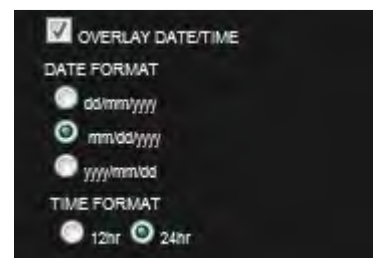 OVERLAY DATE/TIME
DATE FORMAT
dd/mm/yyyy
mm/dd/yyyy
yyyy/mm/dd
TIME FORMAT
12hr 24hr